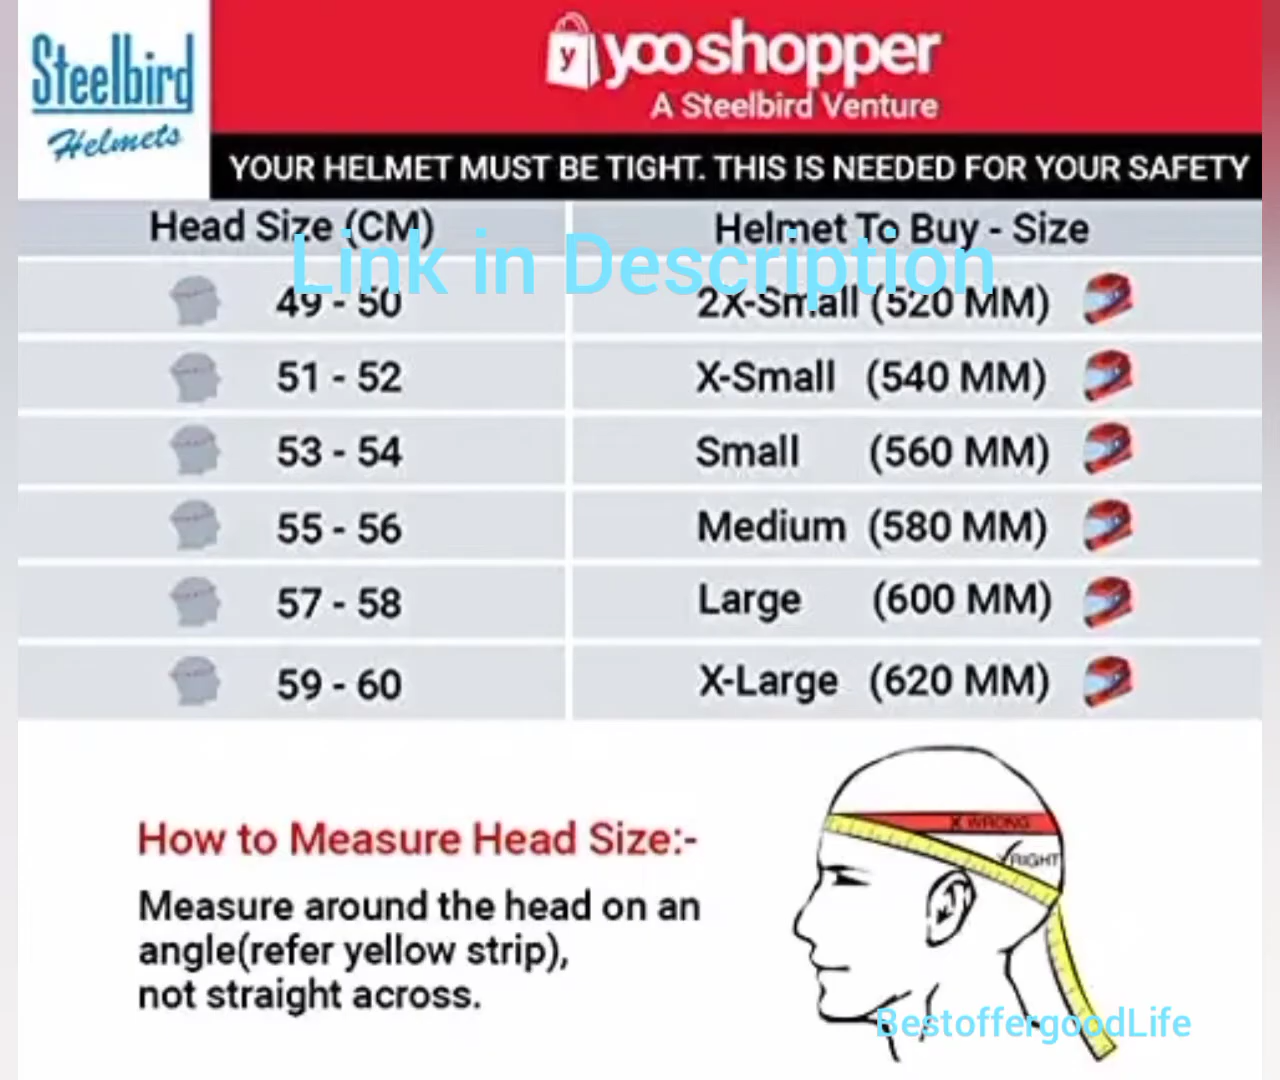 Steelbird
Helmets
yooshopper
A Steelbird Venture
YOUR HELMET MUST BE TIGHT. THIS IS NEEDED FOR YOUR SAFETY
Head Size (CM) Helmet To Buy - Size
Link in Description
49 - 50 2X-Small (520 MM)
51 - 52 X-Small (540 MM)
53 - 54 Small (560 MM)
55 - 56 Medium (580 MM)
57 - 58 Large (600 MM)
59 - 60 X-Large (620 MM)
X WRONG
RIGHT
How to Measure Head Size:-
Measure around the head on an
angle(refer yellow strip),
not straight across.
BestoffergoodLife